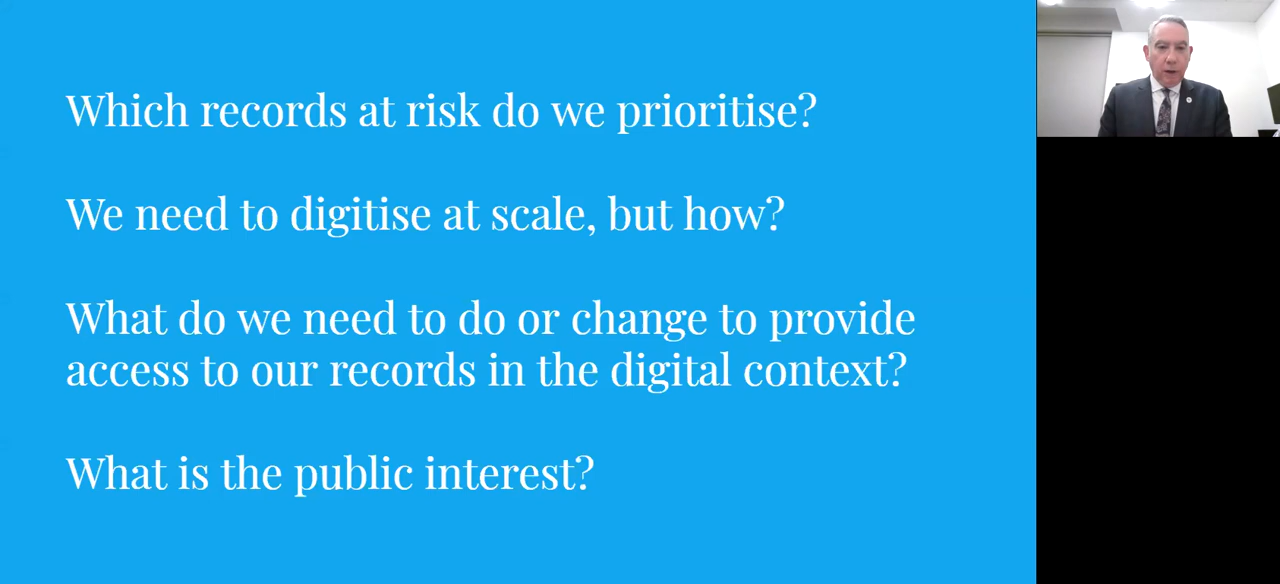 Which records at risk do we prioritise?
We need to digitise at scale, but how?
What do we need to do or change to provide
access to our records in the digital context?
What is the public interest?